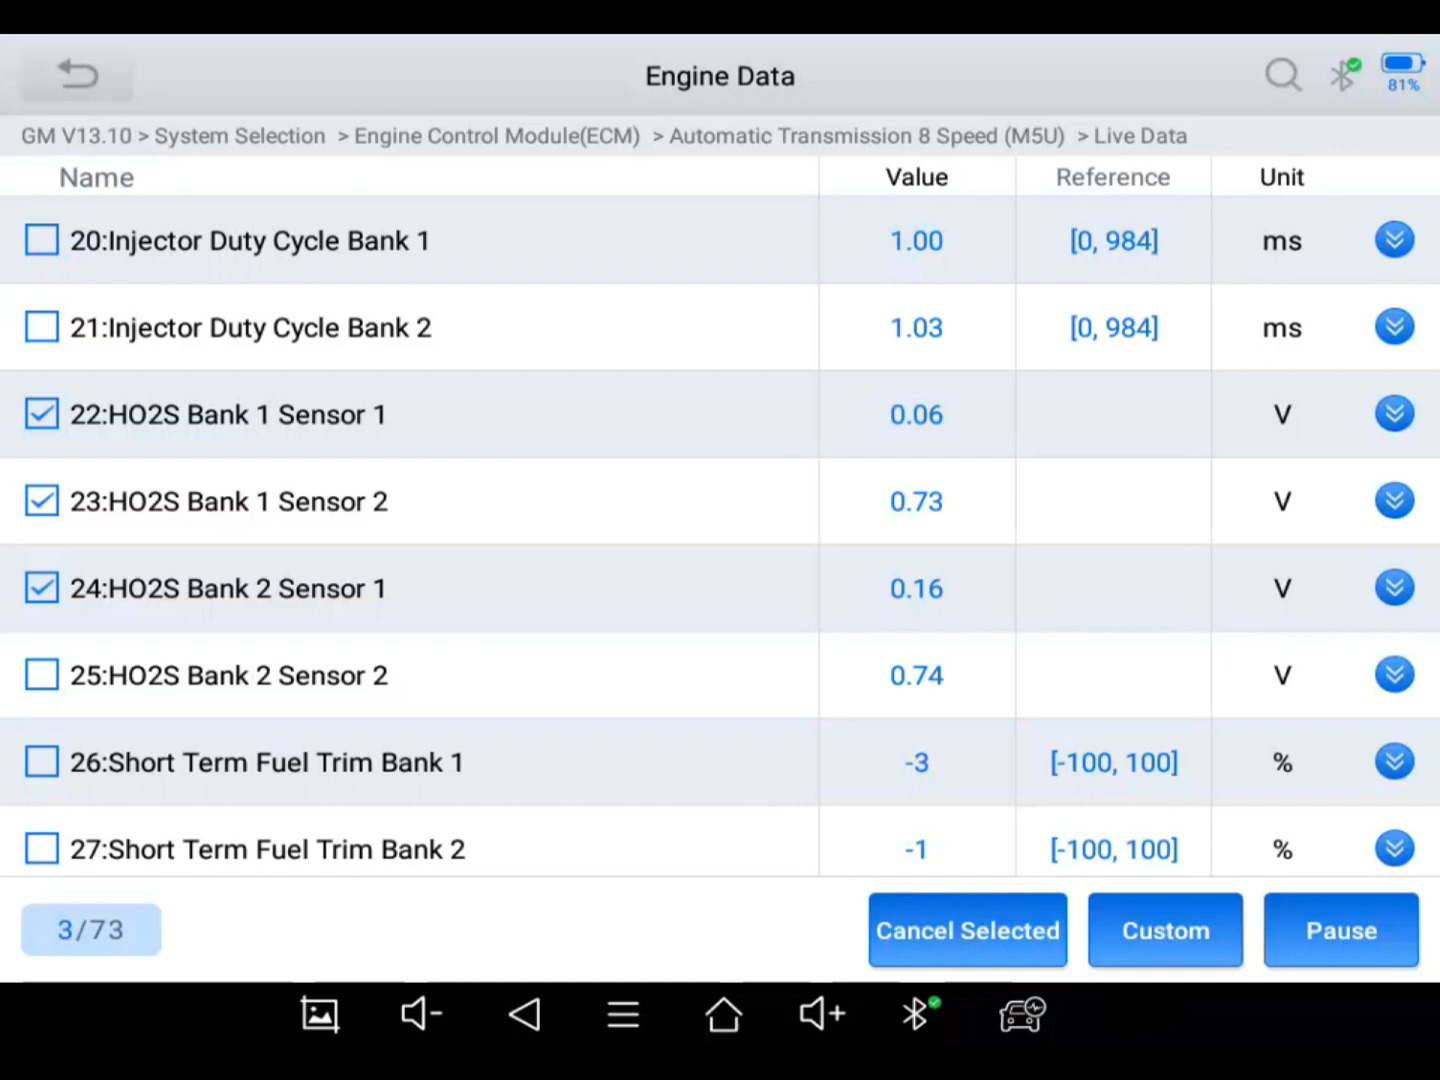 Engine Data
81%
GM V13.10 > System Selection > Engine Control Module(ECM) > Automatic Transmission 8 Speed (M5U) > Live Data
Name Value Reference Unit
20:Injector Duty Cycle Bank 1 1.00 [0, 984] ms
21:Injector Duty Cycle Bank 2 1.03 [0, 984] ms
22:HO2S Bank 1 Sensor 1 0.06 V
23:HO2S Bank 1 Sensor 2 0.73 V
24:HO2S Bank 2 Sensor 1 0.16 V
25:HO2S Bank 2 Sensor 2 0.74 V
26:Short Term Fuel Trim Bank 1 -3 [-100, 100] %
27:Short Term Fuel Trim Bank 2 -1 [-100, 100] %
3/73 Cancel Selected Custom Pause